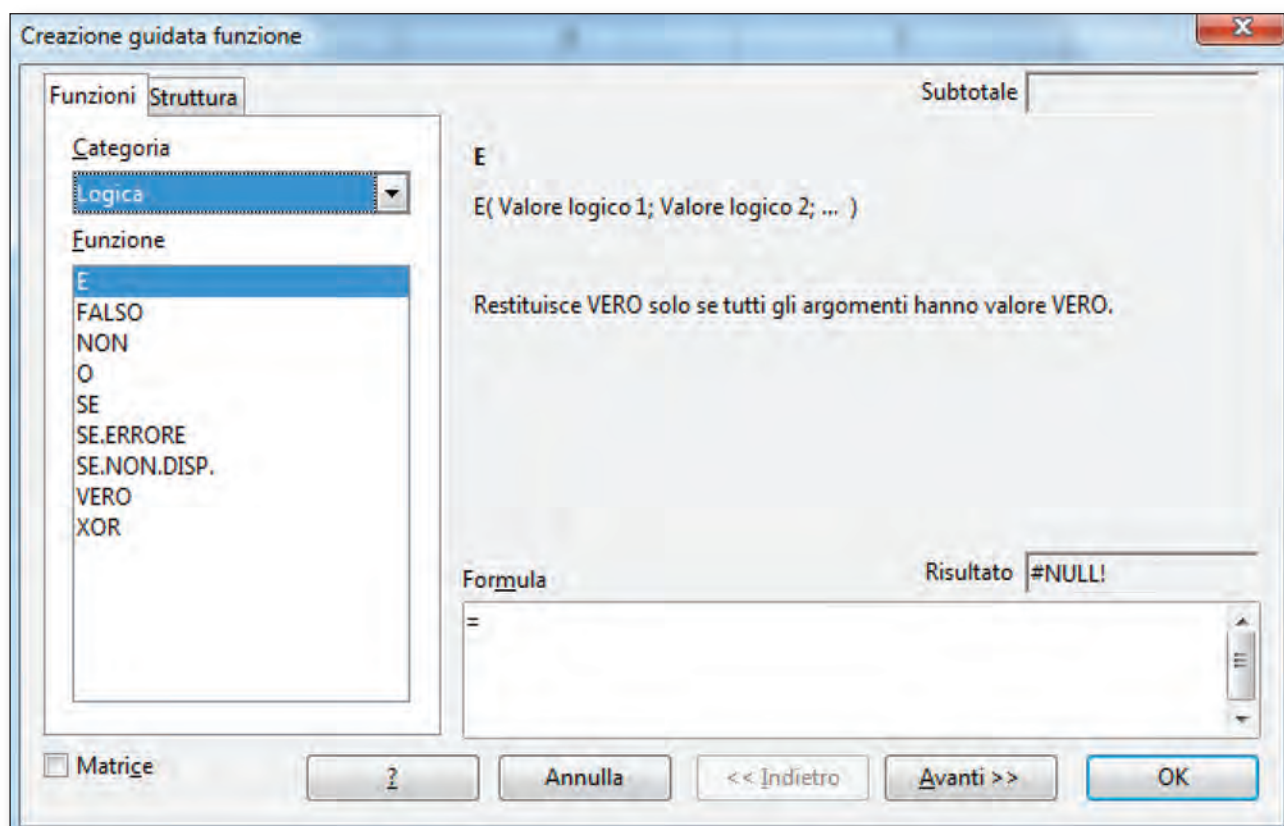 Creazione guidata funzione
Funzioni Struttura
Subtotale
Categoria
Logica
Funzione
E
FALSO
NON
O
SE
SE.ERRORE
SE.NON.DISP.
VERO
XOR
E
E( Valore logico 1; Valore logico 2; ... )
Restituisce VERO solo se tutti gli argomenti hanno valore VERO.
Formula
Risultato #NULL!
=
Matrice
?
Annulla
<< Indietro
Avanti >>
OK